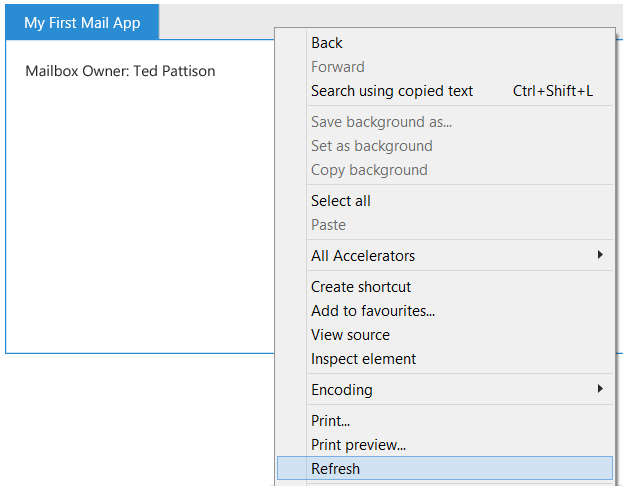 My First Mail App
Mailbox Owner: Ted Pattison
Back
Forward
Search using copied text Ctrl+Shift+L
Save background as...
Set as background
Copy background
Select all
Paste
All Accelerators
Create shortcut
Add to favourites...
View source
Inspect element
Encoding
Print...
Print preview...
Refresh